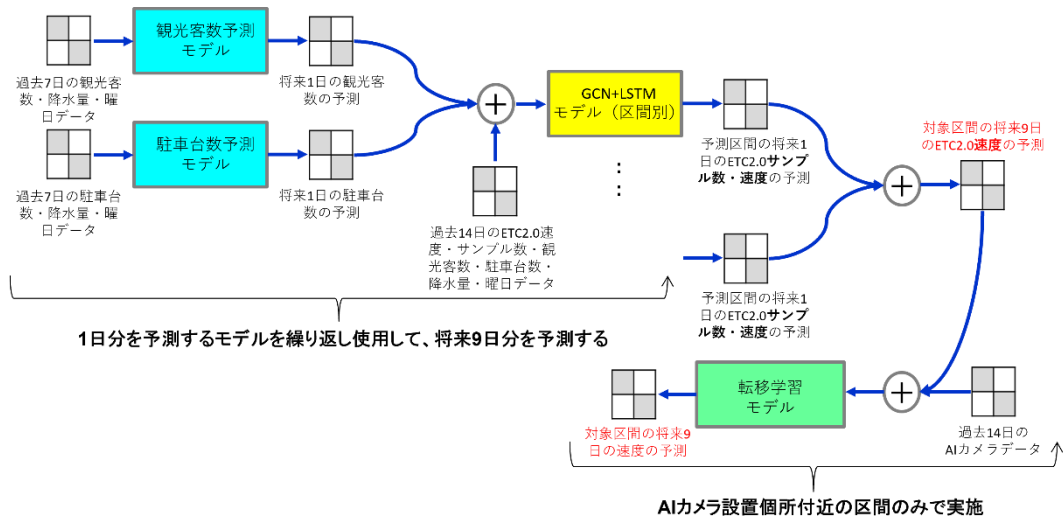 観光客数予測
モデル
過去7日の観光客
数・降水量・曜
日データ
将来1日の観光客
数の予測
駐車台数予測
モデル
過去7日の駐車台
数・降水量・曜
日データ
将来1日の駐車台
数の予測
過去14日のETC2.0速
度・サンプル数・観
光客数・駐車台数・
降水量・曜日データ
GCN+LSTM
モデル（区間別）
予測区間の将来1
日のETC2.0サンプ
ル数・速度の予測
予測区間の将来1
日のETC2.0サンプ
ル数・速度の予測
対象区間の将来9日
のETC2.0速度の予測
1日分を予測するモデルを繰り返し使用して、将来9日分を予測する
転移学習
モデル
対象区間の将来9
日の速度の予測
過去14日の
AIカメラデータ
AIカメラ設置個所付近の区間のみで実施